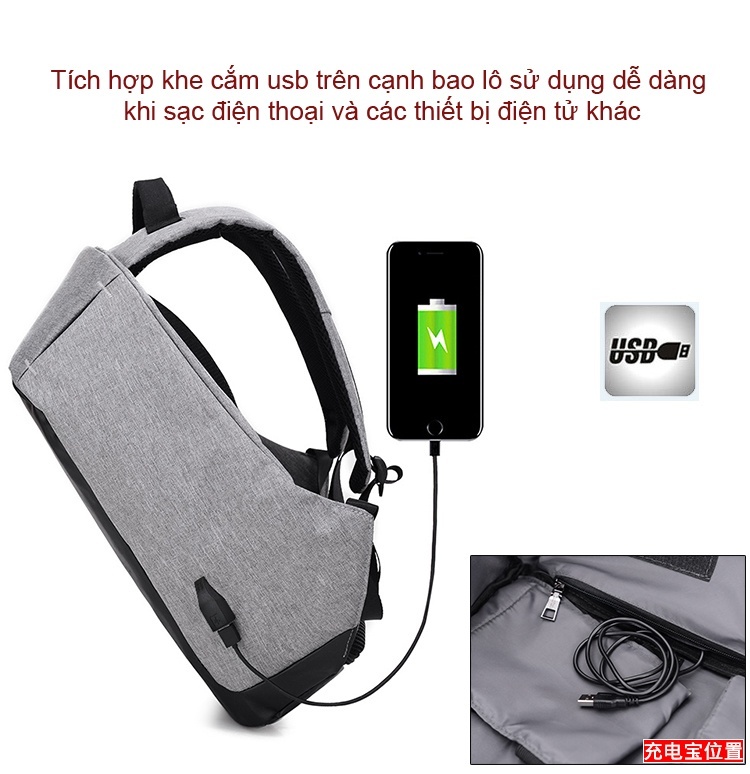 Tích hợp khe cắm usb trên cạnh bao lô sử dụng dễ dàng
khi sạc điện thoại và các thiết bị điện tử khác
USB
充电宝位置